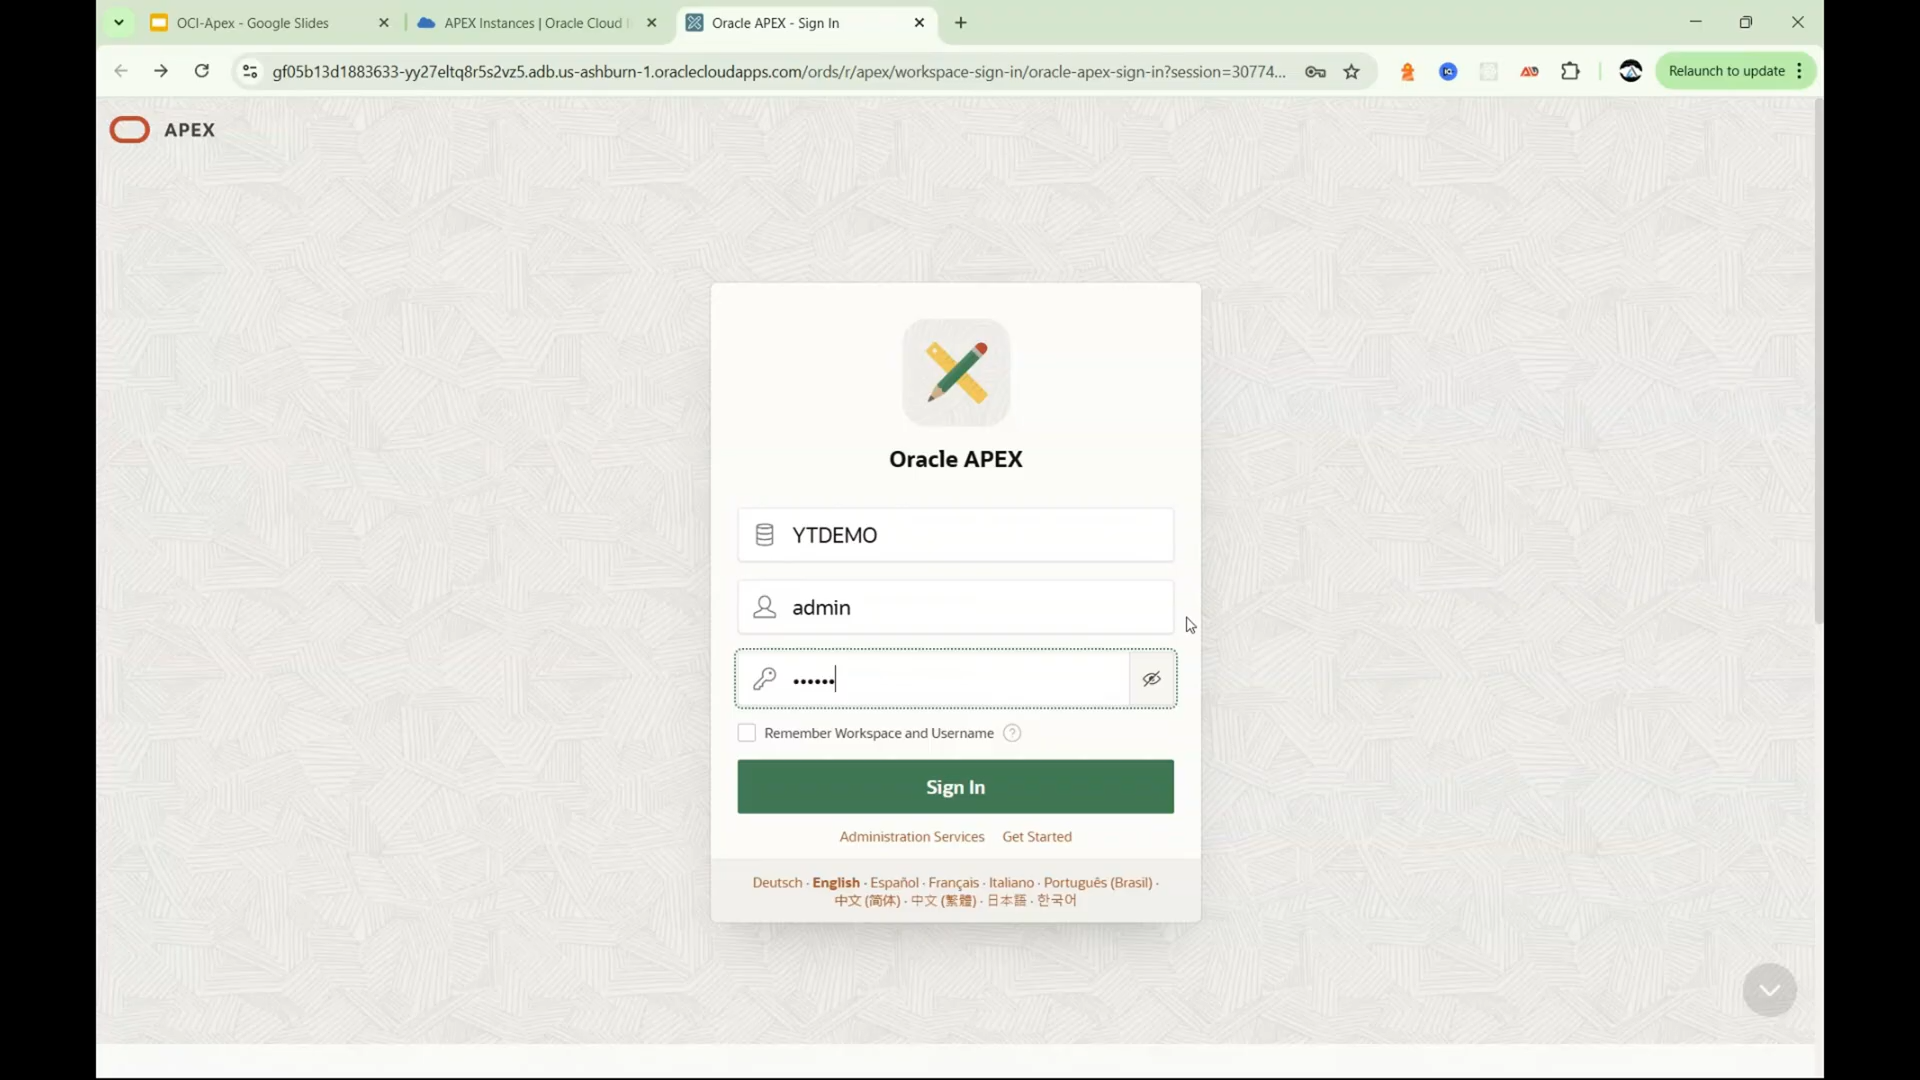 OCI-Apex - Google Slides
APEX Instances | Oracle Cloud I
Oracle APEX - Sign In
gf05b13d1883633-yy27eltq8r5s2vz5.adb.us-ashburn-1.oraclecloudapps.com/ords/r/apex/workspace-sign-in/oracle-apex-sign-in?session=30774...
Relaunch to update
APEX
Oracle APEX
YTDEMO
admin
••••••
Remember Workspace and Username ?
Sign In
Administration Services Get Started
Deutsch · English · Español · Français · Italiano · Português (Brasil) ·
中文 (简体) · 中文 (繁體) · 日本語 · 한국어